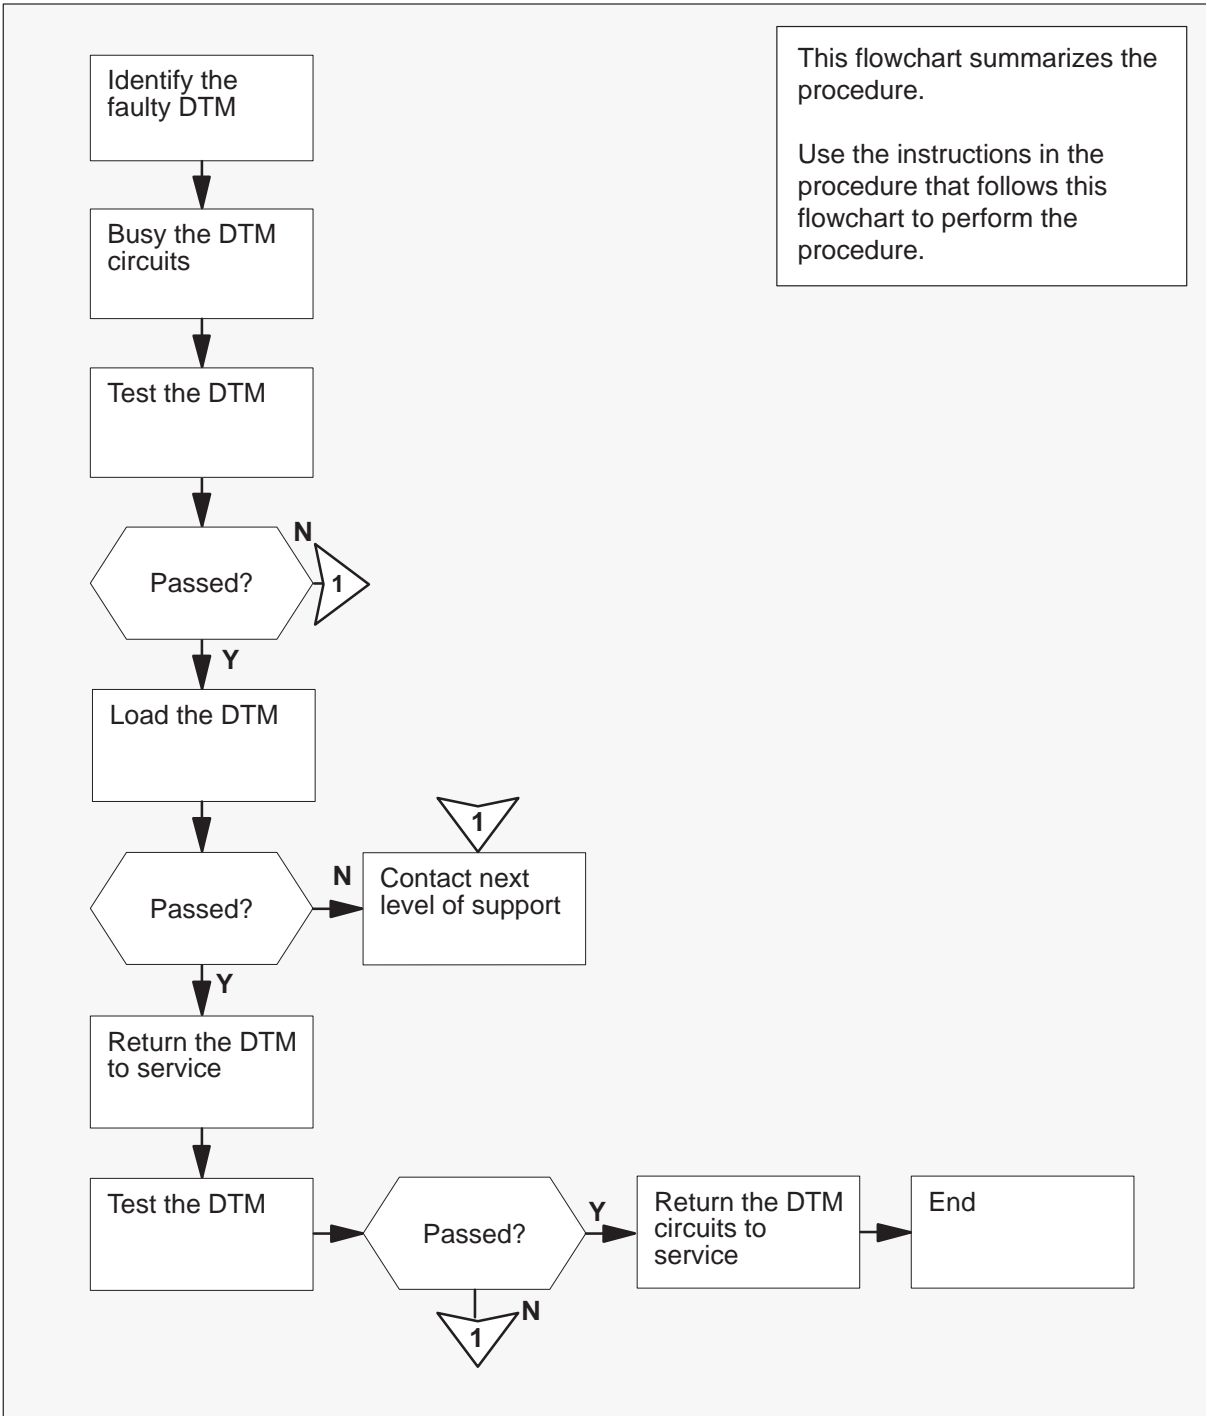 Identify the
faulty DTM
This flowchart summarizes the
procedure.
Use the instructions in the
procedure that follows this
flowchart to perform the
procedure.
Busy the DTM
circuits
Test the DTM
Passed?
N
1
Y
Load the DTM
Passed?
N
1
Contact next
level of support
Y
Return the DTM
to service
Test the DTM
Passed?
Y
Return the DTM
circuits to
service
End
N
1